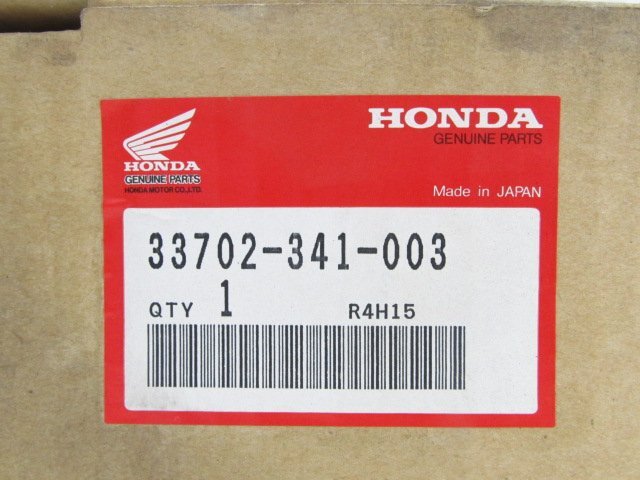 HONDA
GENUINE PARTS
HONDA
GENUINE PARTS
HONDA MOTOR CO.,LTD.
Made in JAPAN
33702-341-003
QTY 1 R4H15